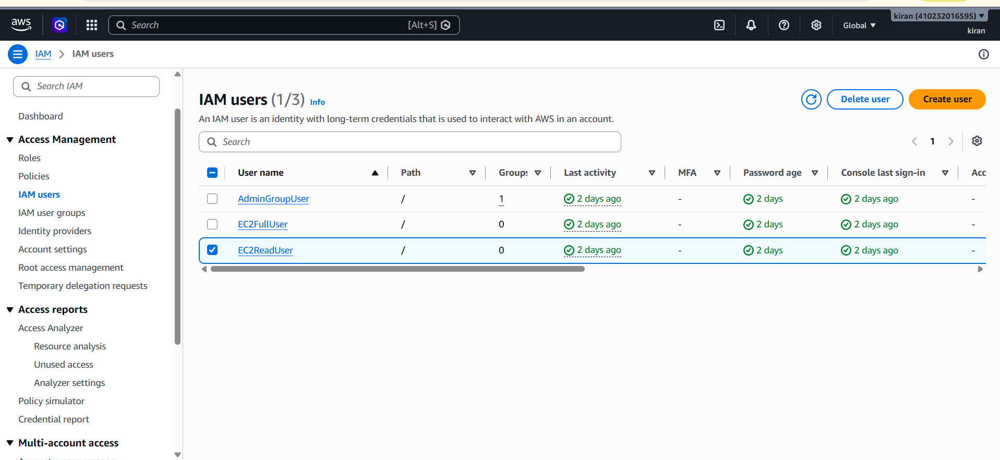 aws
Search [Alt+S]
Global
kiran (410232016595)
kiran
IAM > IAM users
Search IAM
Dashboard
Access Management
Roles
Policies
IAM users
IAM user groups
Identity providers
Account settings
Root access management
Temporary delegation requests
Access reports
Access Analyzer
Resource analysis
Unused access
Analyzer settings
Policy simulator
Credential report
Multi-account access
IAM users (1/3) Info
Delete user
Create user
An IAM user is an identity with long-term credentials that is used to interact with AWS in an account.
Search
1
User name Path Groups Last activity MFA Password age Console last sign-in Acc
AdminGroupUser / 1 2 days ago - 2 days 2 days ago -
EC2FullUser / 0 2 days ago - 2 days 2 days ago -
EC2ReadUser / 0 2 days ago - 2 days 2 days ago -